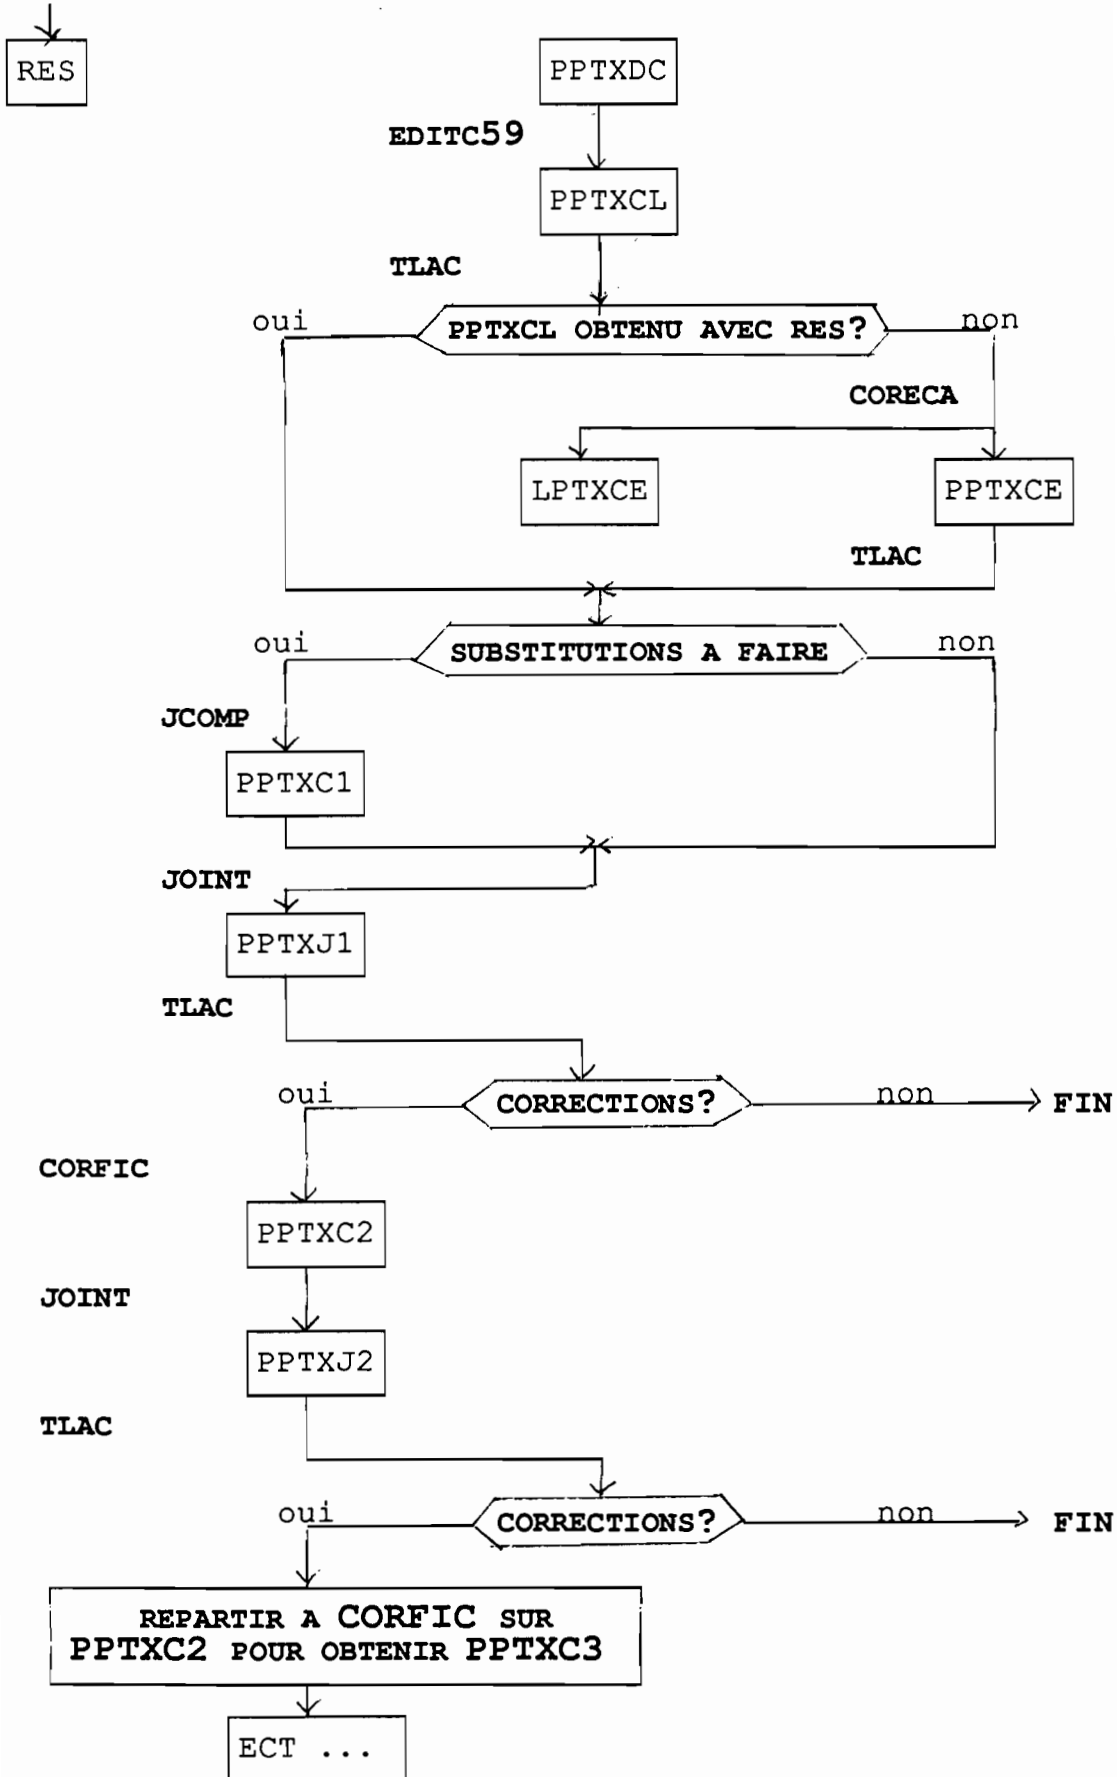 RES
PPTXDC
EDITC59
PPTXCL
TLAC
oui
PPTXCL OBTENU AVEC RES?
non
CORECA
LPTXCE
PPTXCE
TLAC
oui
SUBSTITUTIONS A FAIRE
non
JCOMP
PPTXC1
JOINT
PPTXJ1
TLAC
oui
CORRECTIONS?
non
FIN
CORFIC
PPTXC2
JOINT
PPTXJ2
TLAC
oui
CORRECTIONS?
non
FIN
REPARTIR A CORFIC SUR
PPTXC2 POUR OBTENIR PPTXC3
ECT ...